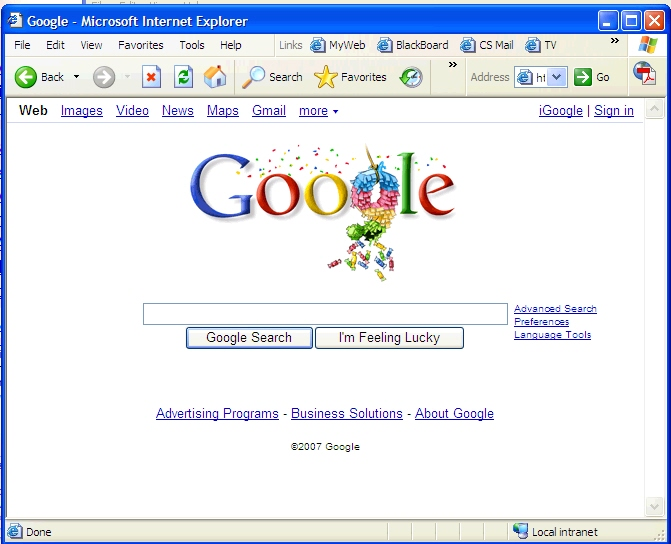 Google - Microsoft Internet Explorer
File Edit View Favorites Tools Help Links MyWeb BlackBoard CS Mail TV »
Back Search Favorites » Address Go
Web Images Video News Maps Gmail more iGoogle | Sign in
Google
Advanced Search
Preferences
Language Tools
Google Search I'm Feeling Lucky
Advertising Programs - Business Solutions - About Google
©2007 Google
Done Local intranet